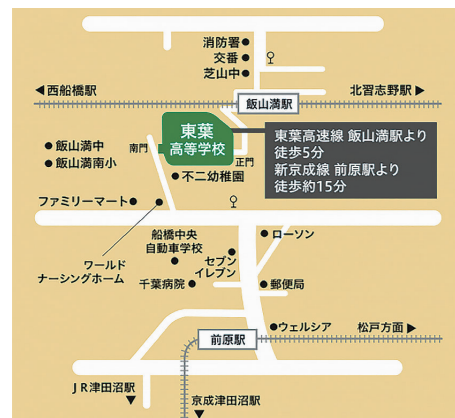 消防署
交番
芝山中
◀西船橋駅
北習志野駅▶
飯山満駅
東葉
高等学校
東葉高速線 飯山満駅より
徒歩5分
新京成線 前原駅より
徒歩約15分
飯山満中
飯山満南小
南門
正門
不二幼稚園
ファミリーマート
ワールド
ナーシングホーム
船橋中央
自動車学校
ローソン
セブン
イレブン
千葉病院
郵便局
ウェルシア
松戸方面▶
前原駅
JR津田沼駅
▼
京成津田沼駅
▼